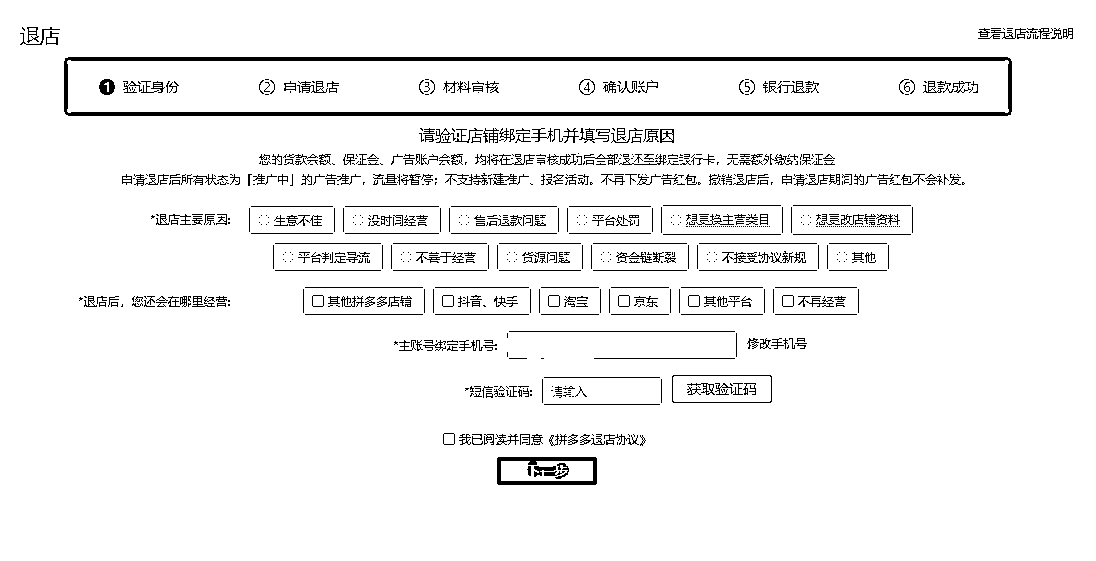 退店
查看退店流程说明
1 验证身份 2 申请退店 3 材料审核 4 确认账户 5 银行退款 6 退款成功
请验证店铺绑定手机并填写退店原因
您的货款余额、保证金、广告账户余额，均将在退店审核成功后全部退还至绑定银行卡，无需额外缴纳保证金
申请退店后所有状态为「推广中」的广告推广，流量将暂停；不支持新建推广、报名活动。不再下发广告红包。撤销退店后，申请退店期间的广告红包不会补发。
*退店主要原因: 生意不佳 没时间经营 售后退款问题 平台处罚 想更换主营类目 想更改店铺资料
平台判定导流 不善于经营 货源问题 资金链断裂 不接受协议新规 其他
*退店后，您还会在哪里经营: 其他拼多多店铺 抖音、快手 淘宝 京东 其他平台 不再经营
*主账号绑定手机号: 修改手机号
*短信验证码: 请输入 获取验证码
我已阅读并同意《拼多多退店协议》
下一步